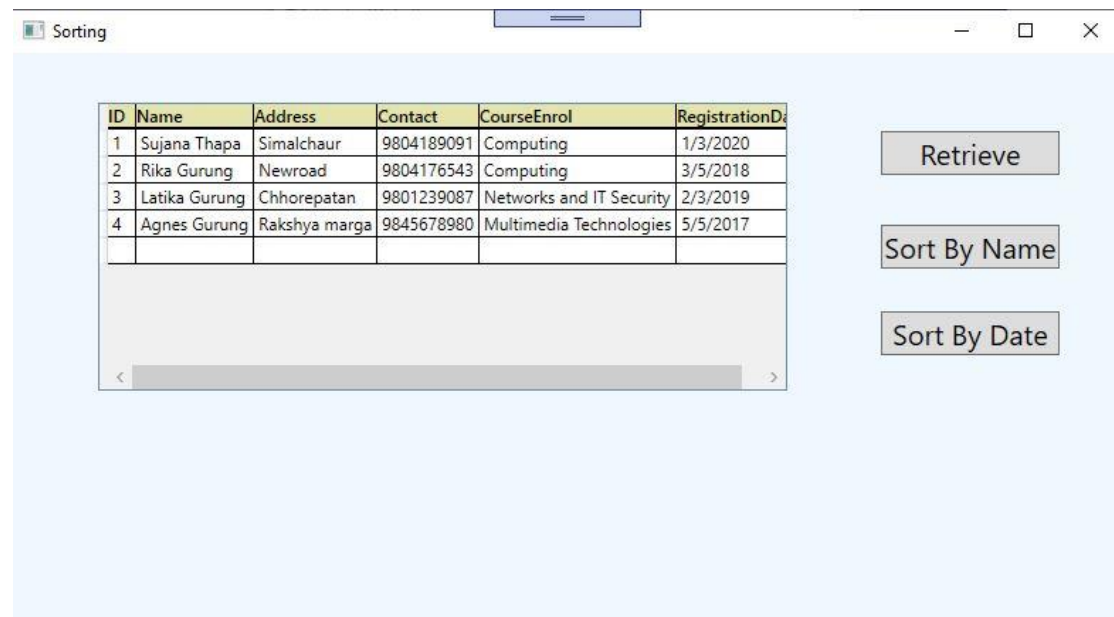 Sorting
ID Name Address Contact CourseEnrol RegistrationDa
1 Sujana Thapa Simalchaur 9804189091 Computing 1/3/2020
2 Rika Gurung Newroad 9804176543 Computing 3/5/2018
3 Latika Gurung Chhorepatan 9801239087 Networks and IT Security 2/3/2019
4 Agnes Gurung Rakshya marga 9845678980 Multimedia Technologies 5/5/2017
Retrieve
Sort By Name
Sort By Date